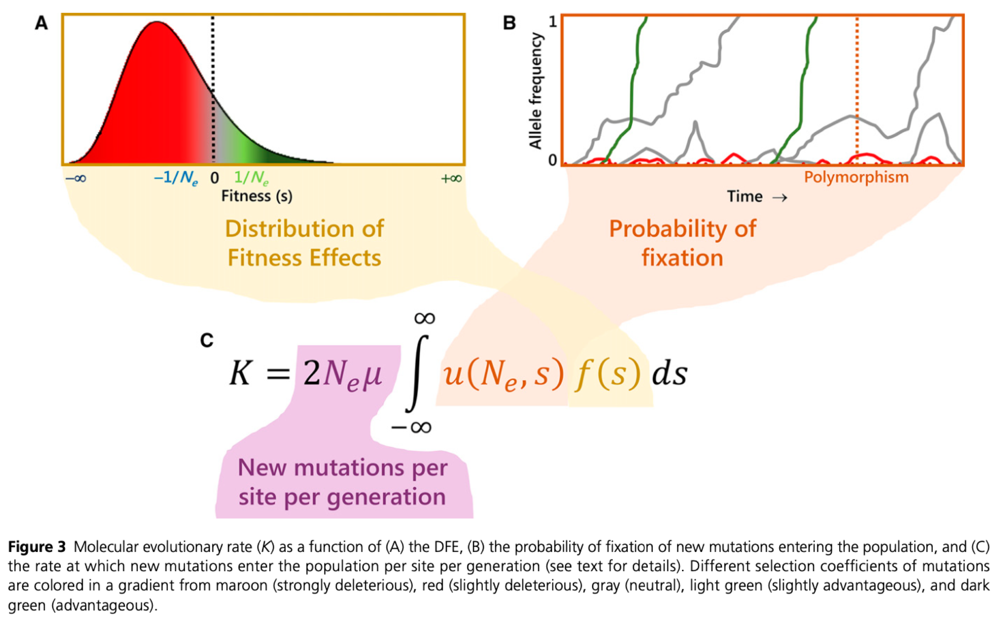 A
−∞ −1/Nₑ 0 1/Nₑ +∞
Fitness (s)
Distribution of
Fitness Effects
B
1
Allele frequency
0
Polymorphism
Time →
Probability of
fixation
C
∞
K = 2Nₑμ ∫ u(Nₑ, s) f(s) ds
−∞
New mutations per
site per generation
Figure 3 Molecular evolutionary rate (K) as a function of (A) the DFE, (B) the probability of fixation of new mutations entering the population, and (C)
the rate at which new mutations enter the population per site per generation (see text for details). Different selection coefficients of mutations
are colored in a gradient from maroon (strongly deleterious), red (slightly deleterious), gray (neutral), light green (slightly advantageous), and dark
green (advantageous).